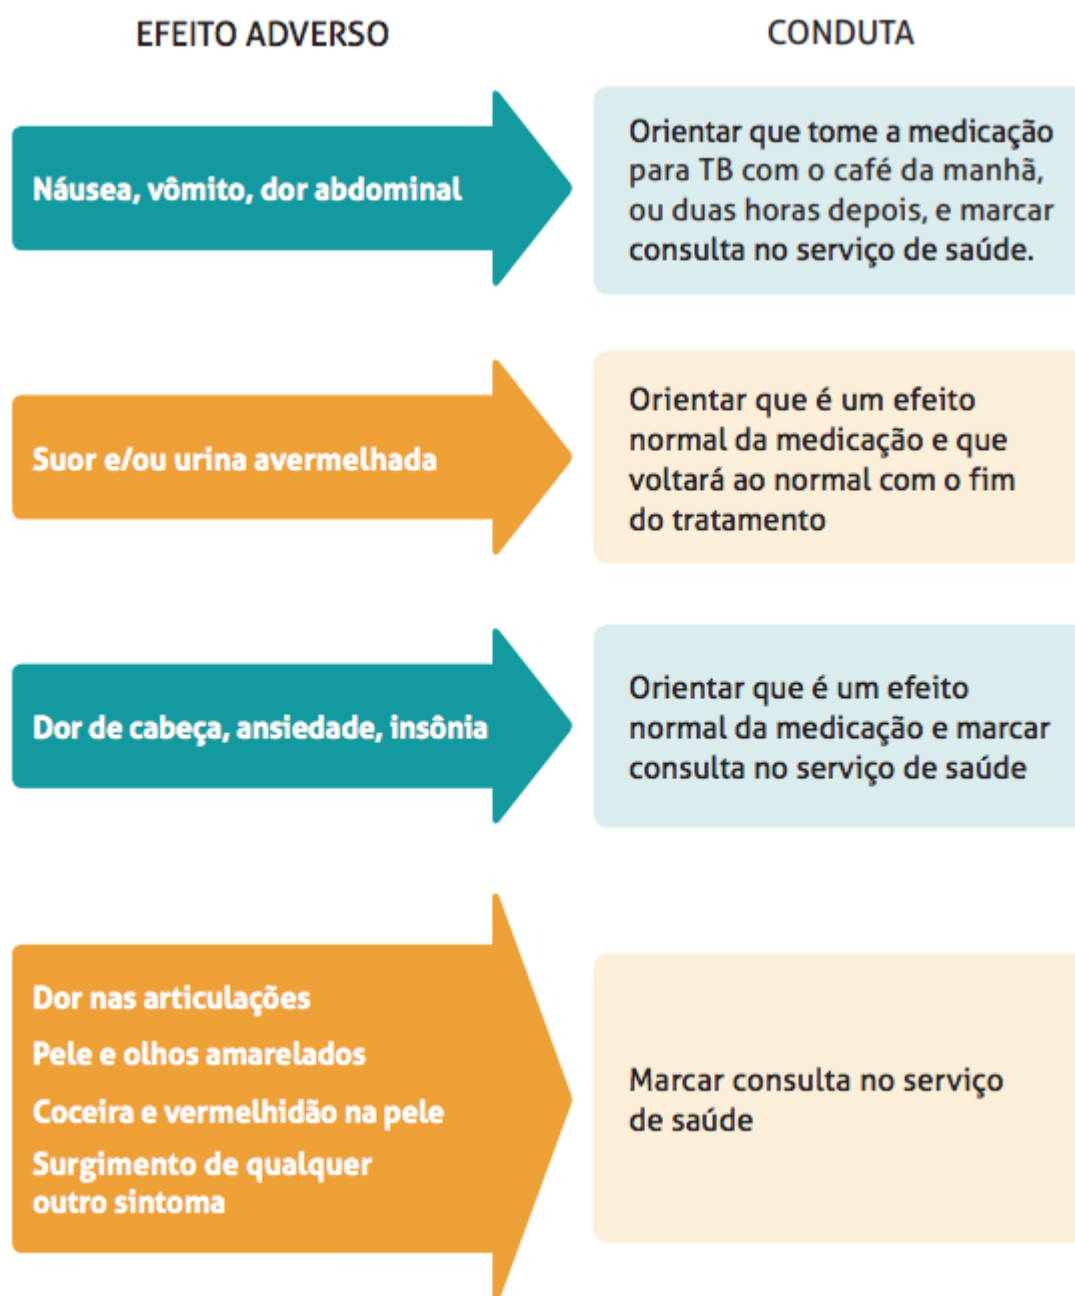 EFEITO ADVERSO
CONDUTA
Náusea, vômito, dor abdominal
Orientar que tome a medicação
para TB com o café da manhã,
ou duas horas depois, e marcar
consulta no serviço de saúde.
Suor e/ou urina avermelhada
Orientar que é um efeito
normal da medicação e que
voltará ao normal com o fim
do tratamento
Dor de cabeça, ansiedade, insônia
Orientar que é um efeito
normal da medicação e marcar
consulta no serviço de saúde
Dor nas articulações
Pele e olhos amarelados
Coceira e vermelhidão na pele
Surgimento de qualquer
outro sintoma
Marcar consulta no serviço
de saúde